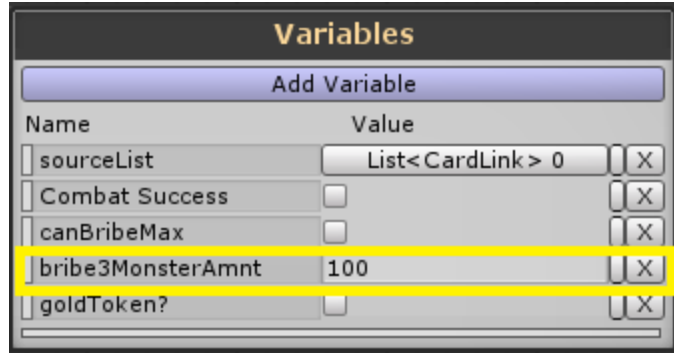 Variables
Add Variable
Name Value
sourceList List<CardLink> 0 X
Combat Success X
canBribeMax X
bribe3MonsterAmnt 100 X
goldToken? X